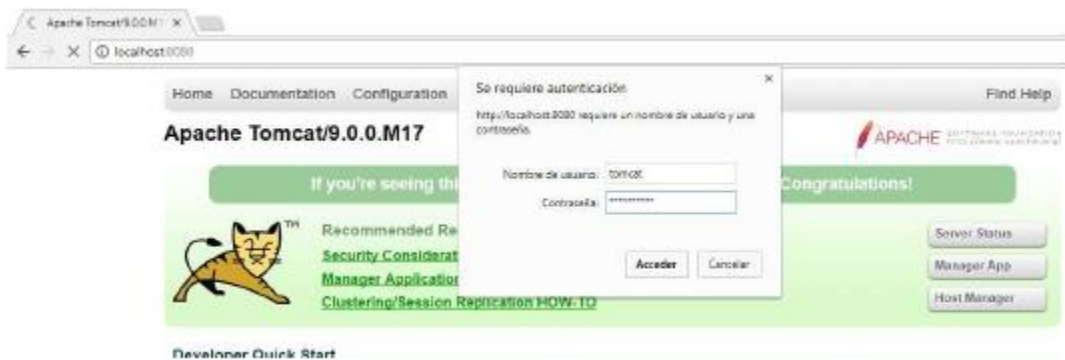 Apache Tomcat/9.0.0.M1
localhost:8080
Home Documentation Configuration
Find Help
Se requiere autenticación
http://localhost:8080 requiere un nombre de usuario y una
contraseña.
Nombre de usuario: tomcat
Contraseña: **********
Acceder Cancelar
Apache Tomcat/9.0.0.M17
APACHE
If you're seeing thi
Congratulations!
TM
Recommended Re
Security Considerat
Manager Application
Clustering/Session Replication HOW-TO
Server Status
Manager App
Host Manager
Developer Quick Start